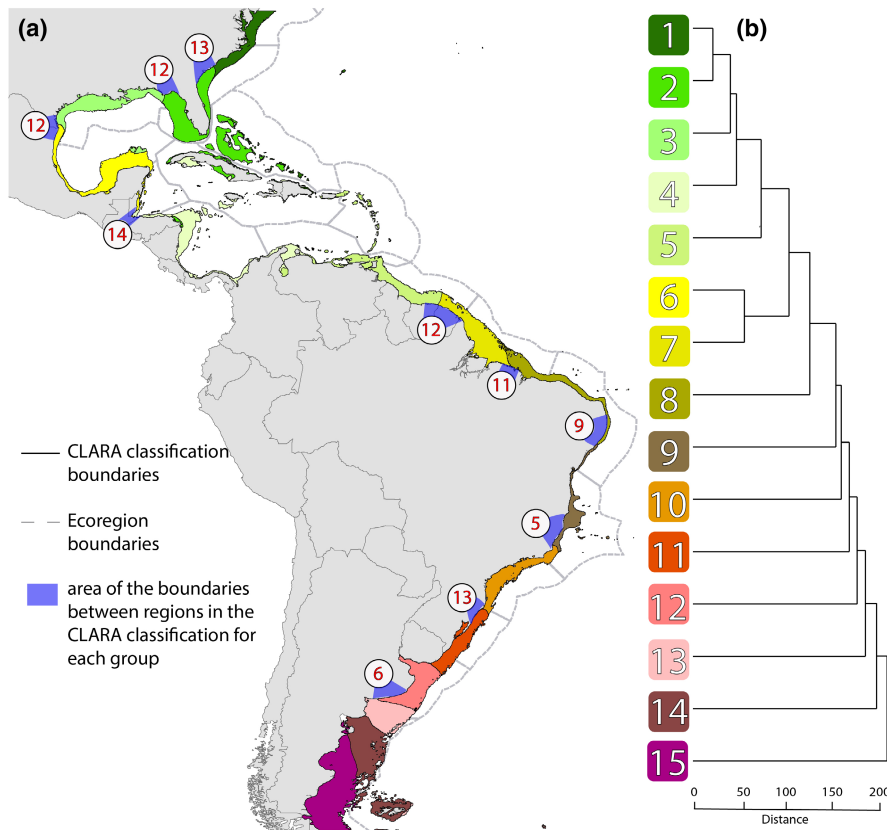 (a)
13
12
12
14
12
11
9
5
13
6
CLARA classification
boundaries
Ecoregion
boundaries
area of the boundaries
between regions in the
CLARA classification for
each group
(b)
1
2
3
4
5
6
7
8
9
10
11
12
13
14
15
0 50 100 150 200
Distance